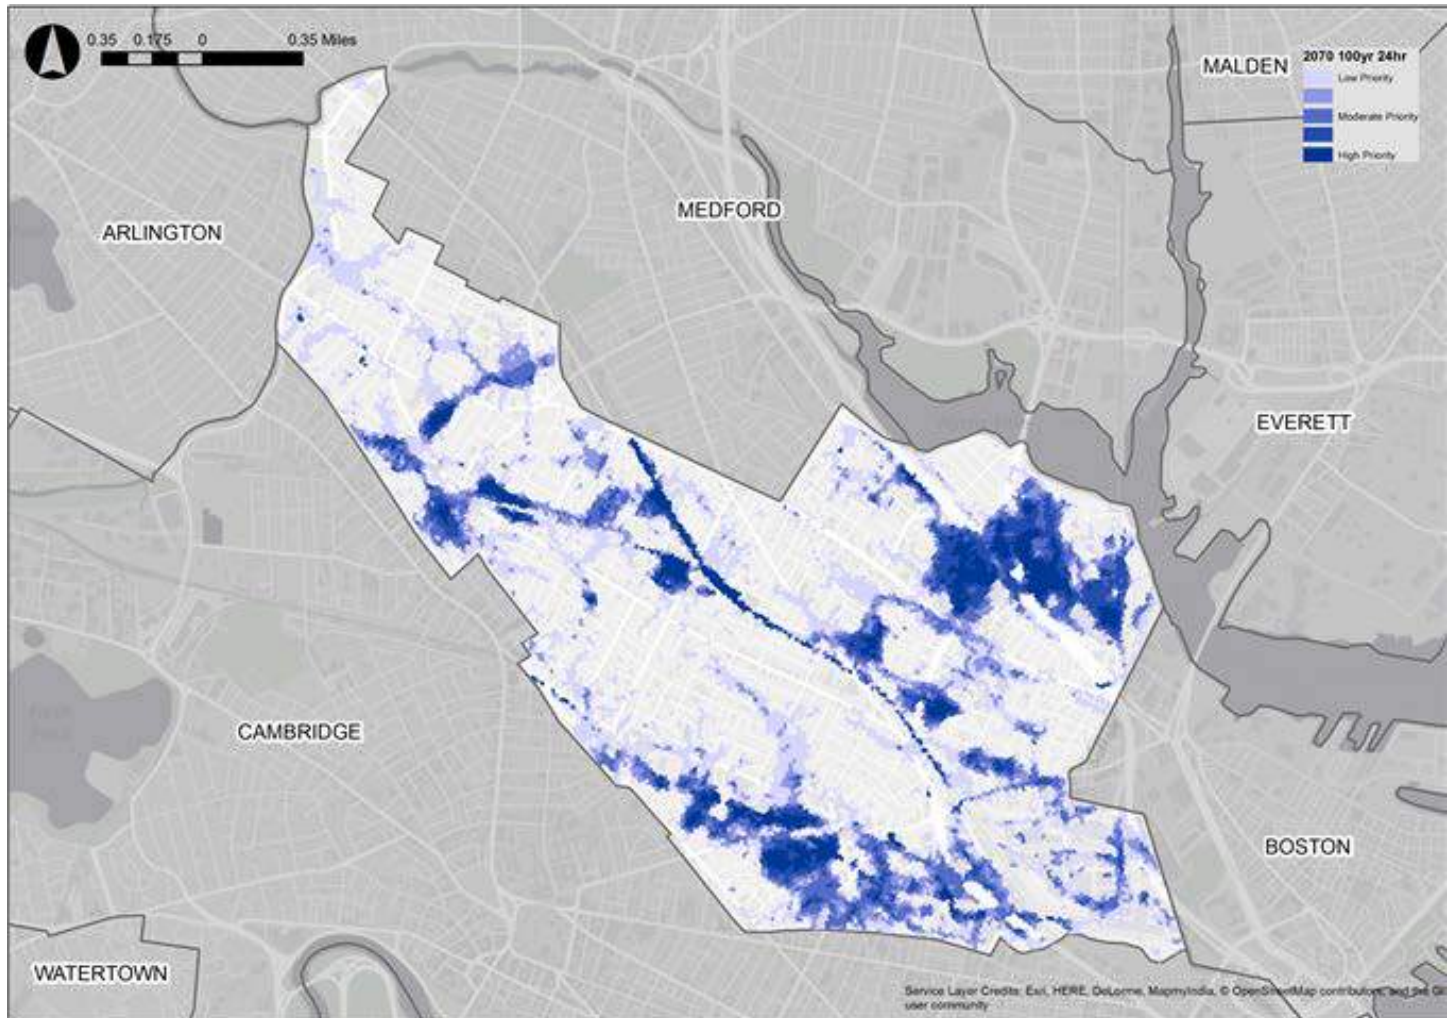 0.35 0.175 0 0.35 Miles
MALDEN
2070 100yr 24hr
Low Priority
Moderate Priority
High Priority
MEDFORD
ARLINGTON
EVERETT
CAMBRIDGE
BOSTON
WATERTOWN
Service Layer Credits: Esri, HERE, DeLorme, MapmyIndia, © OpenStreetMap contributors, and the GI
user community